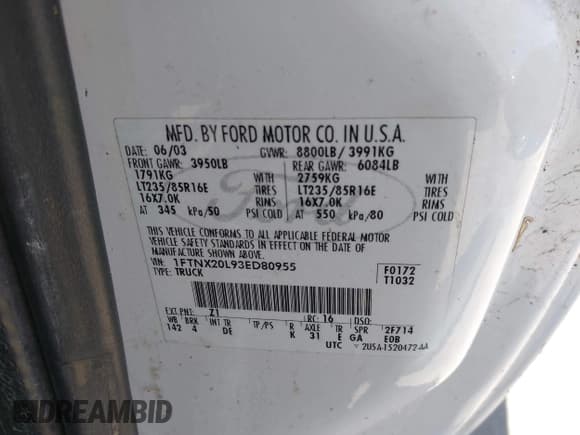 MFD. BY FORD MOTOR CO. IN U.S.A.
DATE: 06/03 GVWR: 8800LB/ 3991KG
FRONT GAWR: 3950LB REAR GAWR: 6084LB
1791KG WITH 2759KG WITH
LT235/85R16E TIRES LT235/85R16E TIRES
16X7.0K RIMS 16X7.0K RIMS
AT 345 kPa/50 PSI COLD AT 550 kPa/80 PSI COLD
THIS VEHICLE CONFORMS TO ALL APPLICABLE FEDERAL MOTOR
VEHICLE SAFETY STANDARDS IN EFFECT ON THE DATE OF
MANUFACTURE SHOWN ABOVE.
VIN: 1FTNX20L93ED80955 F0172
TYPE: TRUCK T1032
EXT PNT: Z1 RC: 16 DSO:
WB BRK INT TR TP/PS R AXLE TR SPR 2F714
142 4 DE K 31 E GA E0B
UTC 2U5A-1520472-AA
Ford
DREAMBID